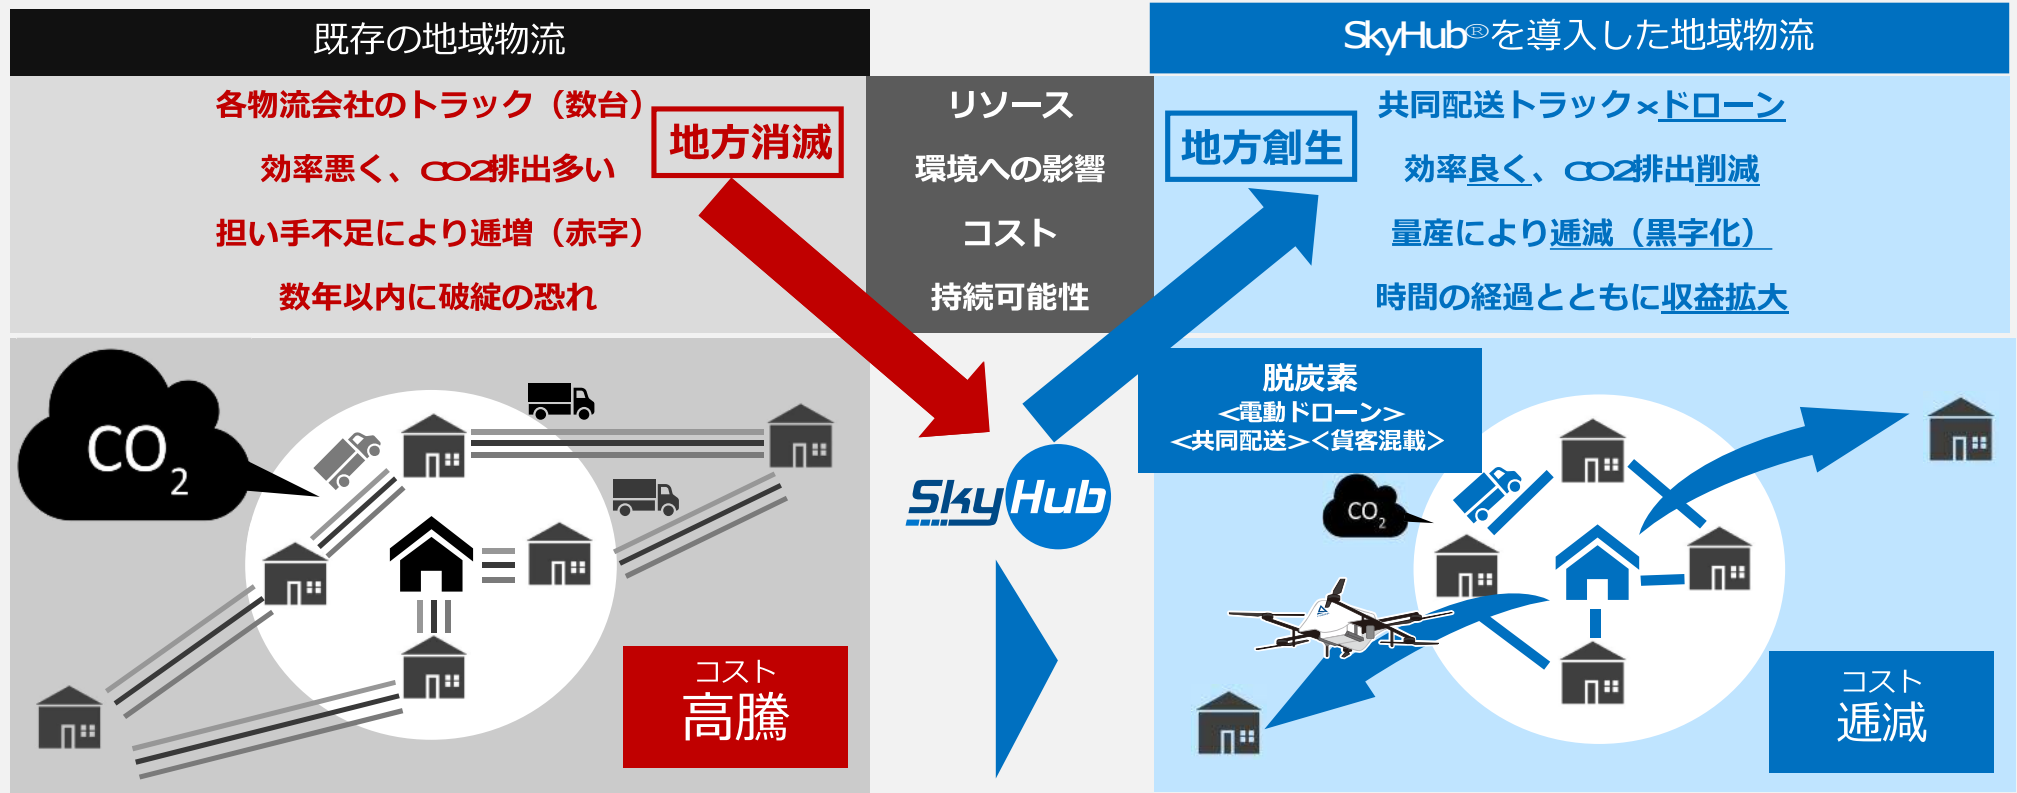 既存の地域物流
SkyHub®を導入した地域物流
各物流会社のトラック（数台）
リソース
共同配送トラック×ドローン
地方消滅
地方創生
効率悪く、CO2排出多い
環境への影響
効率良く、CO2排出削減
担い手不足により逓増（赤字）
コスト
量産により逓減（黒字化）
数年以内に破綻の恐れ
持続可能性
時間の経過とともに収益拡大
脱炭素
<電動ドローン>
<共同配送><貨客混載>
CO2
SkyHub
CO2
コスト
高騰
コスト
逓減